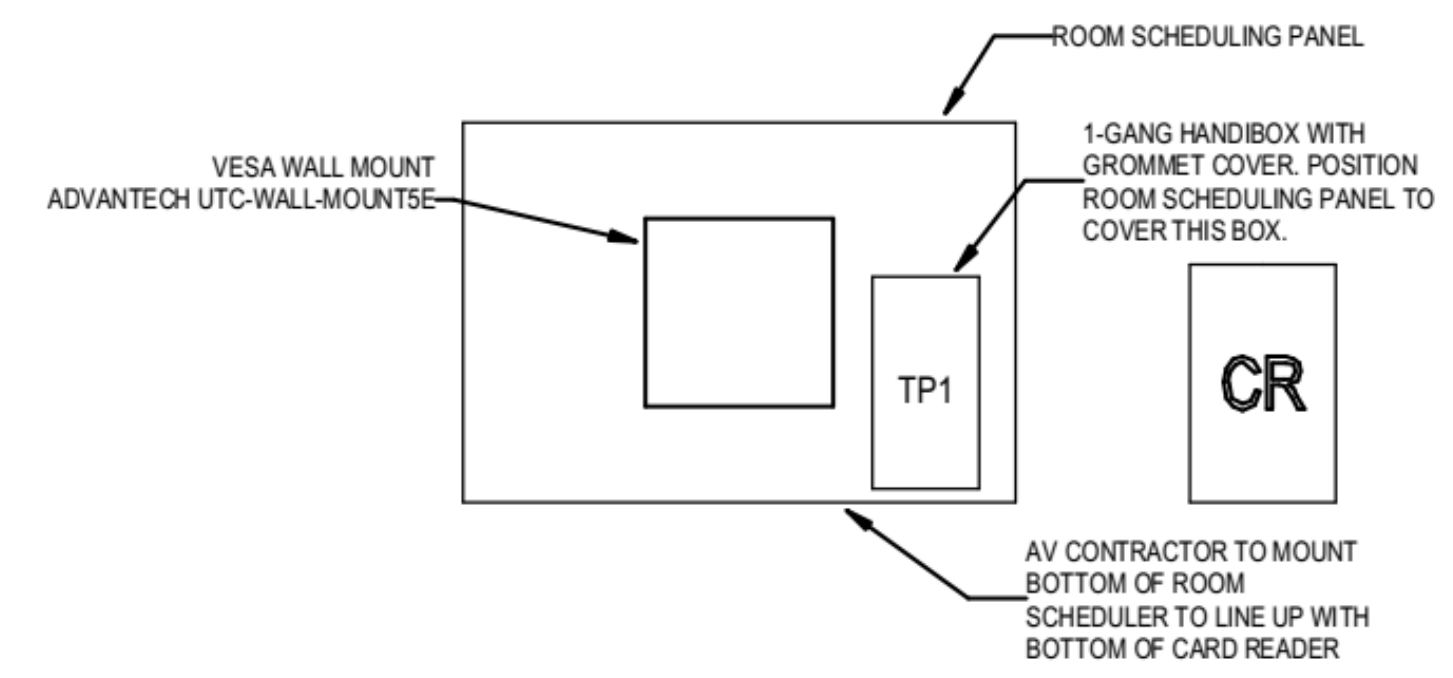 ROOM SCHEDULING PANEL
1-GANG HANDIBOX WITH
GROMMET COVER. POSITION
ROOM SCHEDULING PANEL TO
COVER THIS BOX.
VESA WALL MOUNT
ADVANTECH UTC-WALL-MOUNT5E
TP1
CR
AV CONTRACTOR TO MOUNT
BOTTOM OF ROOM
SCHEDULER TO LINE UP WITH
BOTTOM OF CARD READER